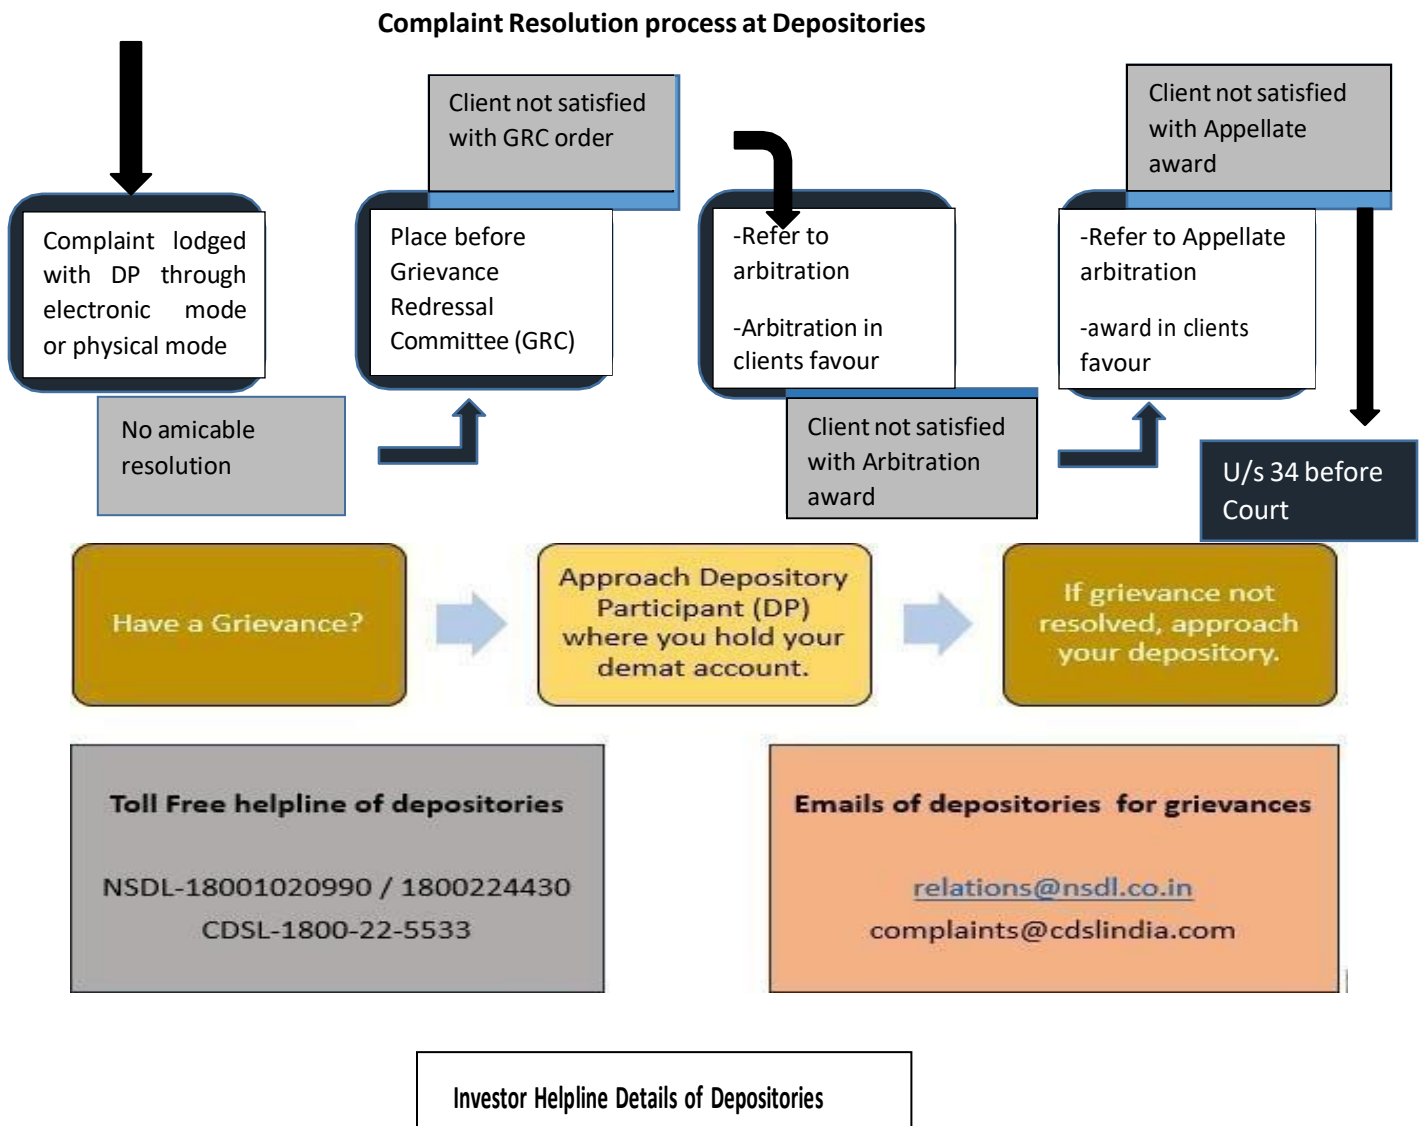 Complaint Resolution process at Depositories
Complaint lodged
with DP through
electronic mode
or physical mode
No amicable
resolution
Place before
Grievance
Redressal
Committee (GRC)
Client not satisfied
with GRC order
-Refer to
arbitration
-Arbitration in
clients favour
Client not satisfied
with Arbitration
award
-Refer to Appellate
arbitration
-award in clients
favour
Client not satisfied
with Appellate
award
U/s 34 before
Court
Have a Grievance?
Approach Depository
Participant (DP)
where you hold your
demat account.
If grievance not
resolved, approach
your depository.
Toll Free helpline of depositories
NSDL-18001020990 / 1800224430
CDSL-1800-22-5533
Emails of depositories for grievances
relations@nsdl.co.in
complaints@cdslindia.com
Investor Helpline Details of Depositories